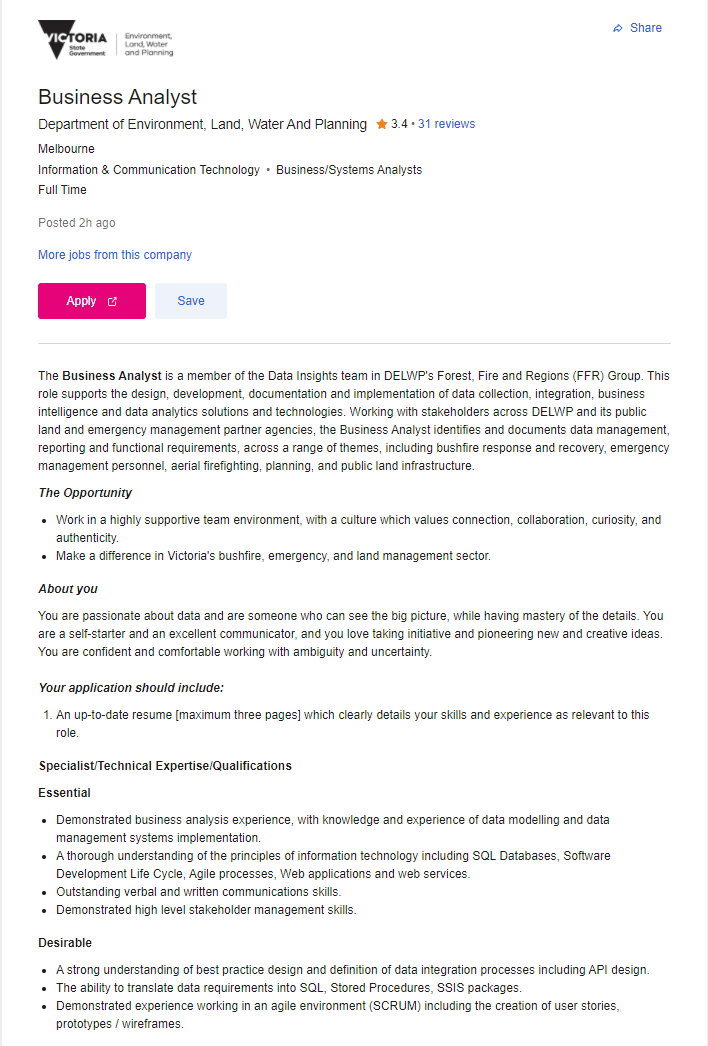 VICTORIA
State
Government
Environment,
Land, Water
and Planning
Share
Business Analyst
Department of Environment, Land, Water And Planning 3.4 • 31 reviews
Melbourne
Information & Communication Technology • Business/Systems Analysts
Full Time
Posted 2h ago
More jobs from this company
Apply
Save
The Business Analyst is a member of the Data Insights team in DELWP's Forest, Fire and Regions (FFR) Group. This
role supports the design, development, documentation and implementation of data collection, integration, business
intelligence and data analytics solutions and technologies. Working with stakeholders across DELWP and its public
land and emergency management partner agencies, the Business Analyst identifies and documents data management,
reporting and functional requirements, across a range of themes, including bushfire response and recovery, emergency
management personnel, aerial firefighting, planning, and public land infrastructure.
The Opportunity
• Work in a highly supportive team environment, with a culture which values connection, collaboration, curiosity, and
authenticity.
• Make a difference in Victoria's bushfire, emergency, and land management sector.
About you
You are passionate about data and are someone who can see the big picture, while having mastery of the details. You
are a self-starter and an excellent communicator, and you love taking initiative and pioneering new and creative ideas.
You are confident and comfortable working with ambiguity and uncertainty.
Your application should include:
1. An up-to-date resume [maximum three pages] which clearly details your skills and experience as relevant to this
role.
Specialist/Technical Expertise/Qualifications
Essential
• Demonstrated business analysis experience, with knowledge and experience of data modelling and data
management systems implementation.
• A thorough understanding of the principles of information technology including SQL Databases, Software
Development Life Cycle, Agile processes, Web applications and web services.
• Outstanding verbal and written communications skills.
• Demonstrated high level stakeholder management skills.
Desirable
• A strong understanding of best practice design and definition of data integration processes including API design.
• The ability to translate data requirements into SQL, Stored Procedures, SSIS packages.
• Demonstrated experience working in an agile environment (SCRUM) including the creation of user stories,
prototypes / wireframes.